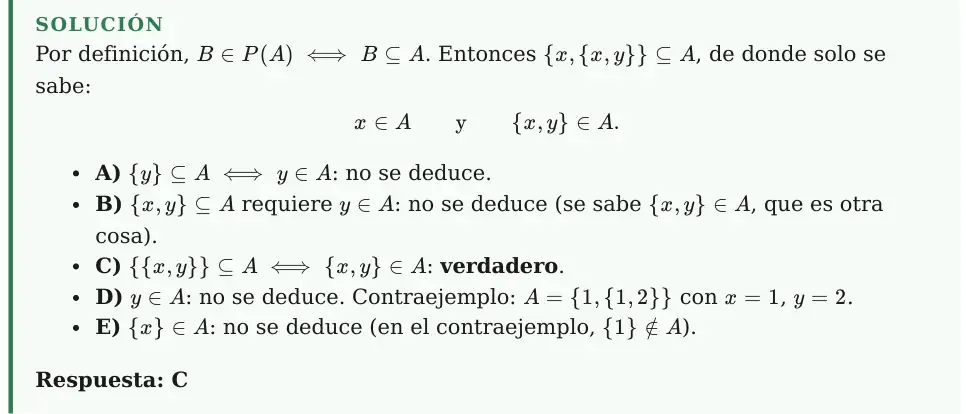 SOLUCIÓN
Por definición, B ∈ P(A) ⟺ B ⊆ A. Entonces {x, {x, y}} ⊆ A, de donde solo se
sabe:
x ∈ A y {x, y} ∈ A.
• A) {y} ⊆ A ⟺ y ∈ A: no se deduce.
• B) {x, y} ⊆ A requiere y ∈ A: no se deduce (se sabe {x, y} ∈ A, que es otra
cosa).
• C) {{x, y}} ⊆ A ⟺ {x, y} ∈ A: verdadero.
• D) y ∈ A: no se deduce. Contraejemplo: A = {1, {1, 2}} con x = 1, y = 2.
• E) {x} ∈ A: no se deduce (en el contraejemplo, {1} ∉ A).
Respuesta: C